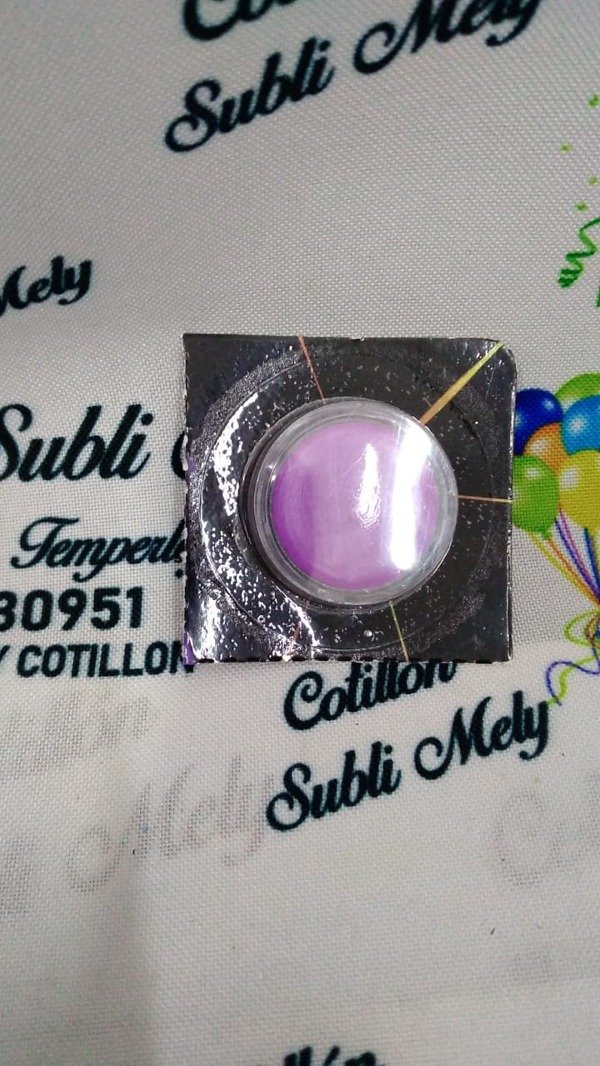 Subli Mely
Mely
Subli
Temperl
30951
Y COTILLON
Cotillon
Subli Mely
Mely